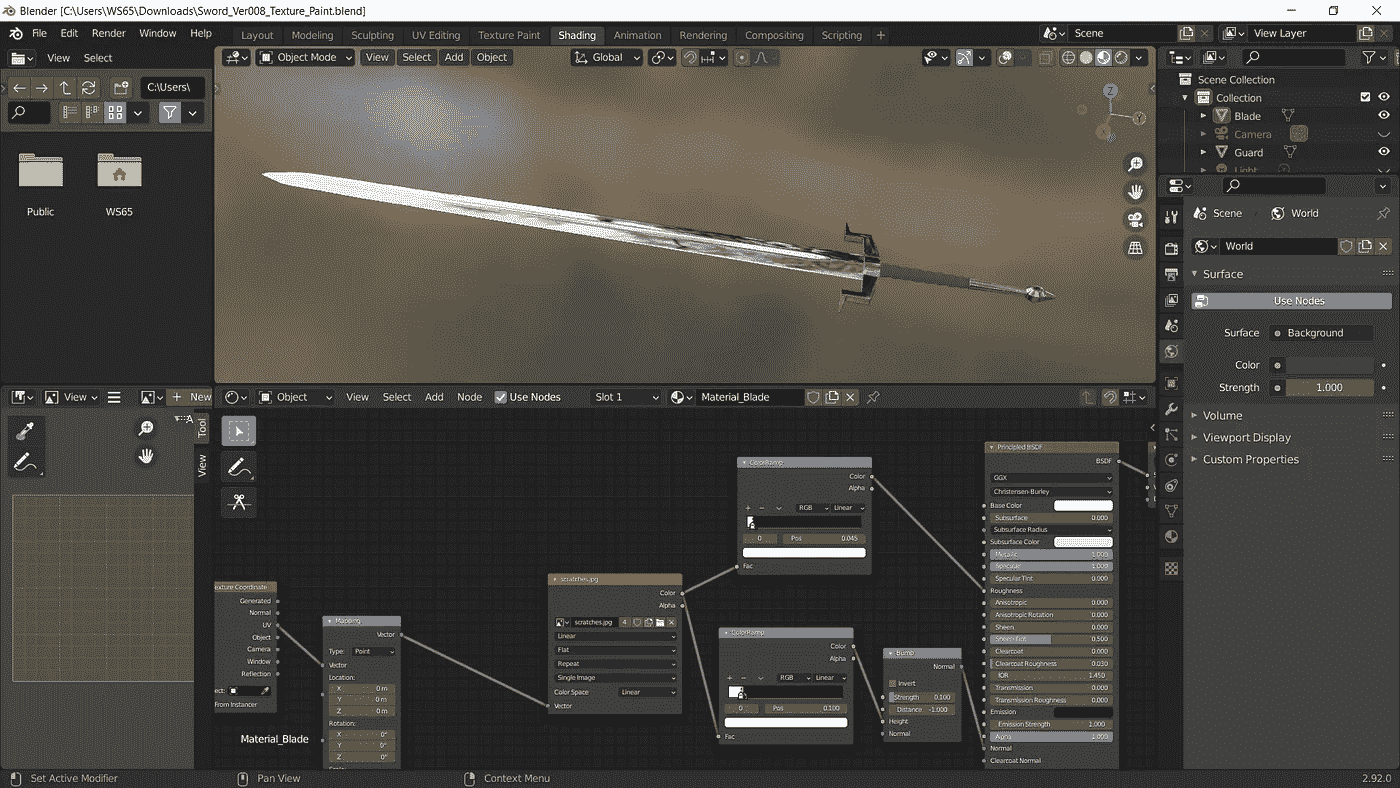 Blender [C:\Users\WS65\Downloads\Sword_Ver008_Texture_Paint.blend]
File Edit Render Window Help
Layout Modeling Sculpting UV Editing Texture Paint Shading Animation Rendering Compositing Scripting +
Scene View Layer
View Select
Object Mode View Select Add Object Global
C:\Users\
Public WS65
Z
Y
Scene Collection
Collection
Blade
Camera
Guard
Light
Scene World
World
Surface
Use Nodes
Surface Background
Color
Strength 1.000
Volume
Viewport Display
Custom Properties
View + New
Object View Select Add Node Use Nodes Slot 1 Material_Blade
Tool
View
exture Coordinate
Generated
Normal
UV
Object
Camera
Window
Reflection
ect:
From Instancer
Mapping
Vector
Type: Point
Vector
Location:
X 0 m
Y 0 m
Z 0 m
Rotation:
X 0°
Y 0°
Z 0°
Material_Blade
scratches.jpg
Color
Alpha
scratches.jpg 4
Linear
Flat
Repeat
Single Image
Color Space Linear
Vector
ColorRamp
Color
Alpha
+ − RGB Linear
0 Pos 0.045
Fac
ColorRamp
Color
Alpha
+ − RGB Linear
0 Pos 0.100
Fac
Bump
Normal
Invert
Strength 0.100
Distance -1.000
Height
Normal
Principled BSDF
BSDF
GGX
Christensen-Burley
Base Color
Subsurface 0.000
Subsurface Radius
Subsurface Color
Metallic 1.000
Specular 1.000
Specular Tint 0.000
Roughness
Anisotropic 0.000
Anisotropic Rotation 0.000
Sheen 0.000
Sheen Tint 0.500
Clearcoat 0.000
Clearcoat Roughness 0.030
IOR 1.450
Transmission 0.000
Transmission Roughness 0.000
Emission
Emission Strength 1.000
Alpha 1.000
Normal
Clearcoat Normal
Set Active Modifier Pan View Context Menu 2.92.0